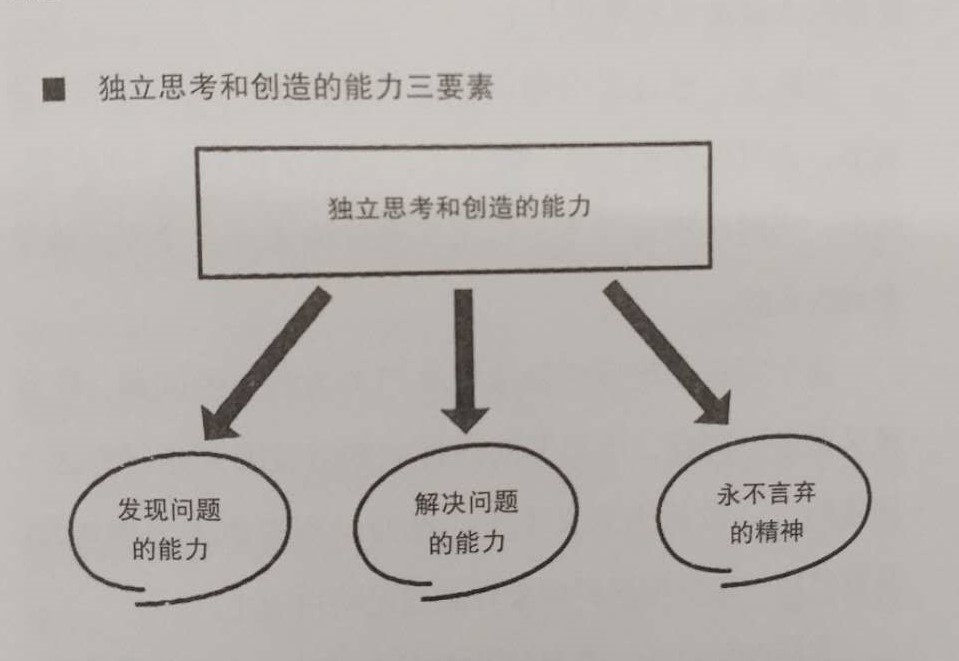 ■ 独立思考和创造的能力三要素
独立思考和创造的能力
发现问题
的能力
解决问题
的能力
永不言弃
的精神